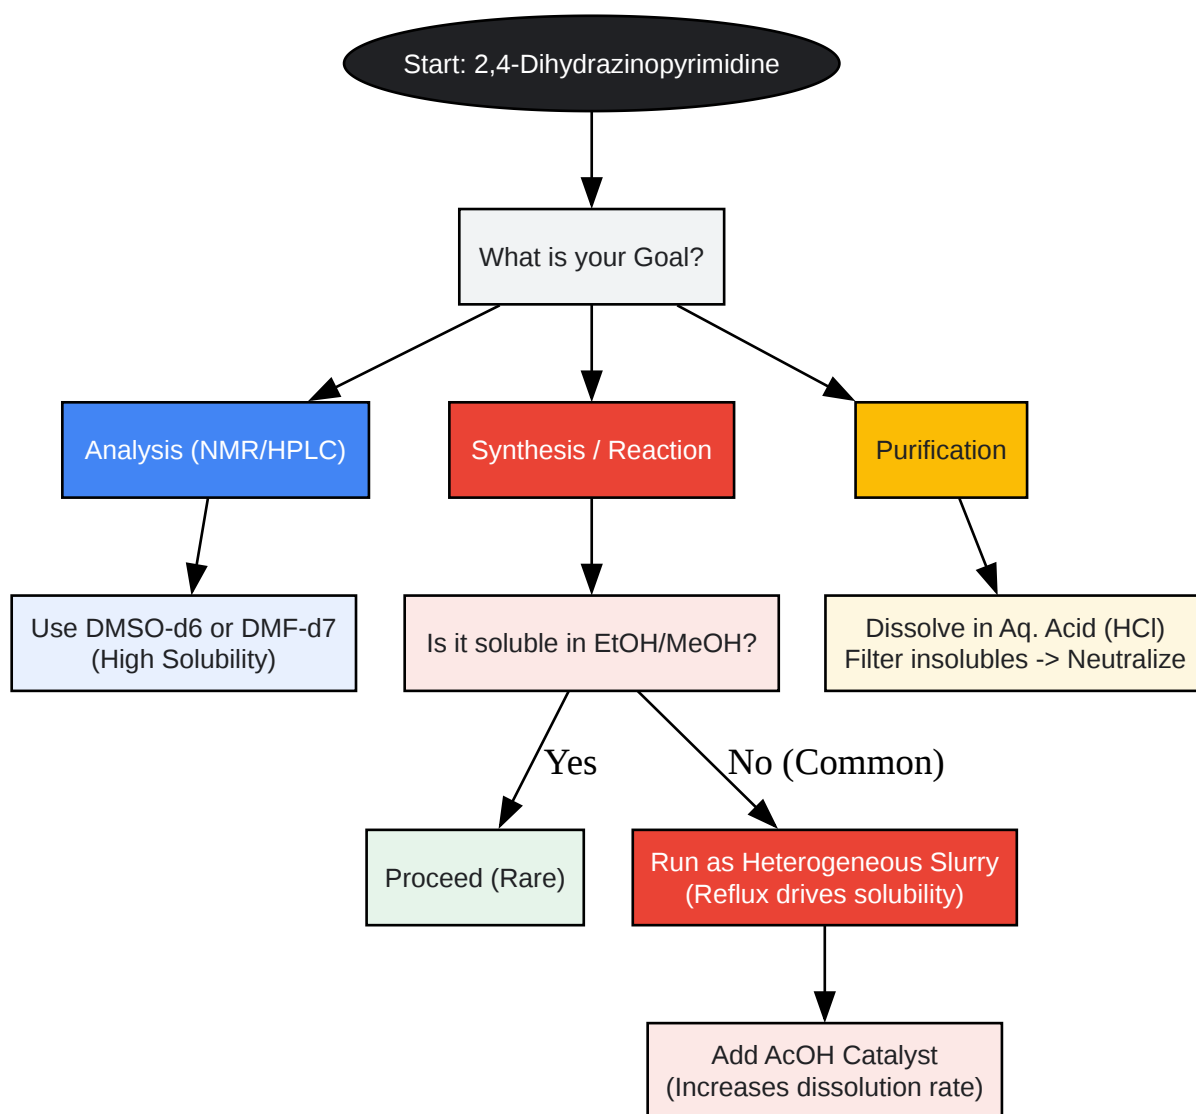 Start: 2,4-Dihydrazinopyrimidine
What is your Goal?
Analysis (NMR/HPLC)
Synthesis / Reaction
Purification
Use DMSO-d6 or DMF-d7
(High Solubility)
Is it soluble in EtOH/MeOH?
Dissolve in Aq. Acid (HCl)
Filter insolubles -> Neutralize
Yes
No (Common)
Proceed (Rare)
Run as Heterogeneous Slurry
(Reflux drives solubility)
Add AcOH Catalyst
(Increases dissolution rate)